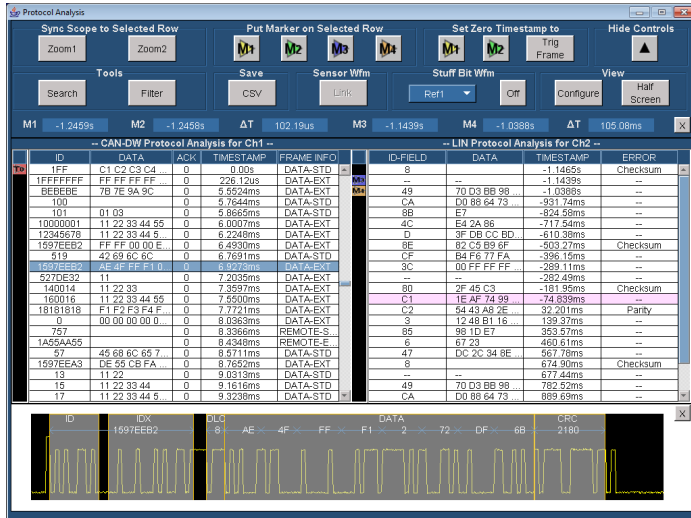 Protocol Analysis
Sync Scope to Selected Row
Put Marker on Selected Row
Set Zero Timestamp to
Hide Controls
Zoom1 Zoom2 M1 M2 M3 M4 M1 M2 Trig Frame
Tools Save Sensor Wfm Stuff Bit Wfm View
Search Filter CSV Link Ref1 Off Configure Half Screen
M1 -1.2459s M2 -1.2458s ΔT 102.19us M3 -1.1439s M4 -1.0388s ΔT 105.08ms X
-- CAN-DW Protocol Analysis for Ch1 --
ID DATA ACK TIMESTAMP FRAME INFO
To 1FF C1 C2 C3 C4 ... 0 0.00s DATA-STD
1FFFFFFF FF FF FF FF ... 0 226.12us DATA-EXT
BEBEBE 7B 7E 9A 9C 0 5.5524ms DATA-EXT
100 0 5.7644ms DATA-STD
101 01 03 0 5.8665ms DATA-STD
10000001 11 22 33 44 55 0 6.0007ms DATA-EXT
12345678 11 22 33 44 5... 0 6.2248ms DATA-EXT
1597EEB2 FF FF 00 00 E... 0 6.4930ms DATA-EXT
519 42 69 6C 6C 0 6.7691ms DATA-STD
1597EEB2 AE 4F FF F1 0... 0 6.9273ms DATA-EXT
527DE32 11 0 7.2035ms DATA-EXT
140014 11 22 33 0 7.3597ms DATA-EXT
160016 11 22 33 44 55 0 7.5500ms DATA-EXT
18181818 F1 F2 F3 F4 F... 0 7.7721ms DATA-EXT
0 00 00 00 00 0... 0 8.0363ms DATA-EXT
757 0 8.3366ms REMOTE-S...
1A55AA55 0 8.4348ms REMOTE-E...
57 45 68 6C 65 7... 0 8.5711ms DATA-STD
1597EEA3 DE 55 CB FA ... 0 8.7652ms DATA-EXT
13 11 22 0 9.0313ms DATA-STD
15 11 22 33 44 0 9.1616ms DATA-STD
17 11 22 33 44 5... 0 9.3238ms DATA-STD
-- LIN Protocol Analysis for Ch2 --
ID-FIELD DATA TIMESTAMP ERROR
8 -1.1465s Checksum
M3 -- -- -1.1439s --
M4 49 70 D3 BB 98 ... -1.0388s --
CA D0 88 64 73 ... -931.74ms --
8B E7 -824.58ms --
4C E4 2A 86 -717.54ms --
D 3F DB CC BD... -610.38ms --
8E 82 C5 B9 6F -503.27ms Checksum
CF B4 F6 77 FA -396.15ms --
3C 00 FF FF FF ... -289.11ms --
-- -- -282.49ms --
80 2F 45 C3 -181.95ms Checksum
C1 1E AF 74 99 ... -74.839ms --
C2 54 43 A8 2E ... 32.201ms Parity
3 12 48 B1 16 ... 139.37ms --
85 98 1D E7 353.57ms --
6 67 23 460.61ms --
47 DC 2C 34 8E ... 567.78ms --
8 674.90ms Checksum
-- -- 677.44ms --
49 70 D3 BB 98 ... 782.52ms --
CA D0 88 64 73 ... 889.69ms --
ID IDX DLC DATA CRC X
1597EEB2 8 AE 4F FF F1 2 72 DF 6B 2180